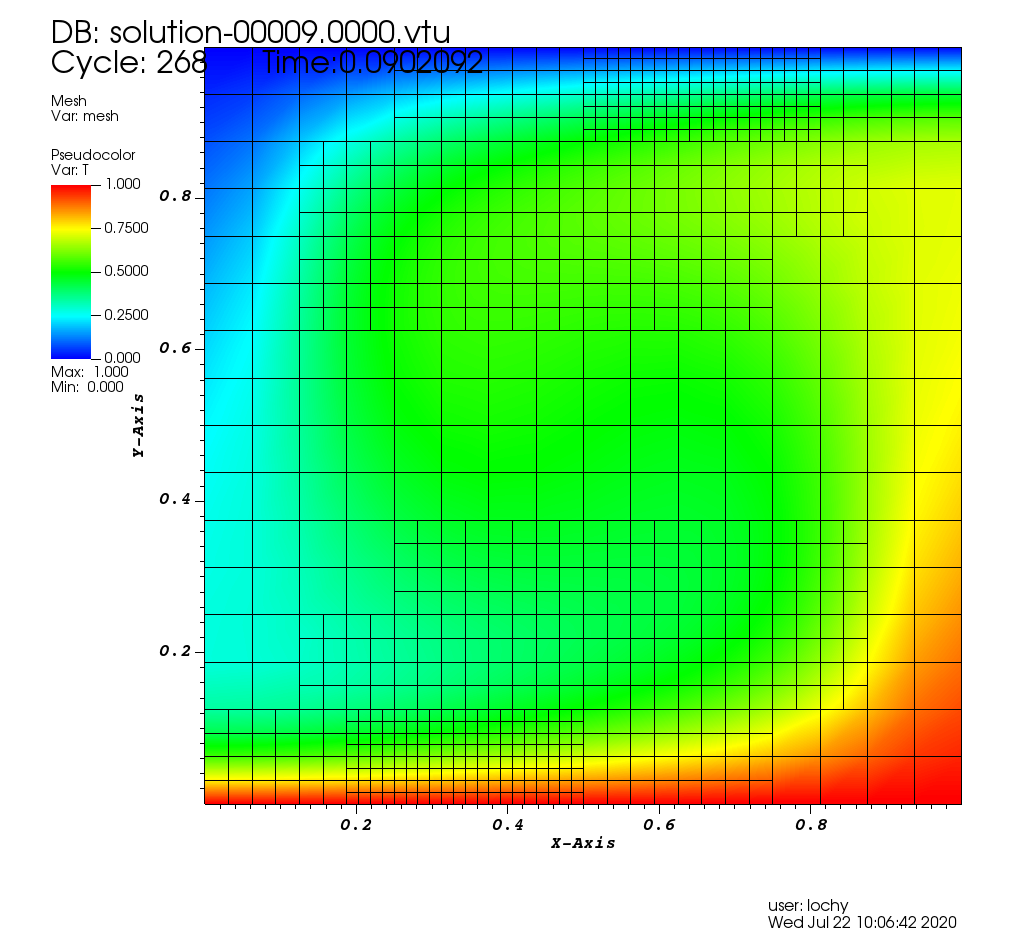 DB: solution-00009.0000.vtu
Cycle: 268 Time:0.0902092
Mesh
Var: mesh
Pseudocolor
Var: T
1.000
0.7500
0.5000
0.2500
0.000
Max: 1.000
Min: 0.000
Y-Axis
0.8
0.6
0.4
0.2
0.2 0.4 0.6 0.8
X-Axis
user: lochy
Wed Jul 22 10:06:42 2020